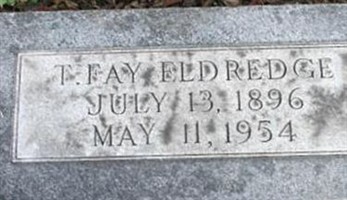 T. FAY ELDREDGE
JULY 13, 1896
MAY 11, 1954